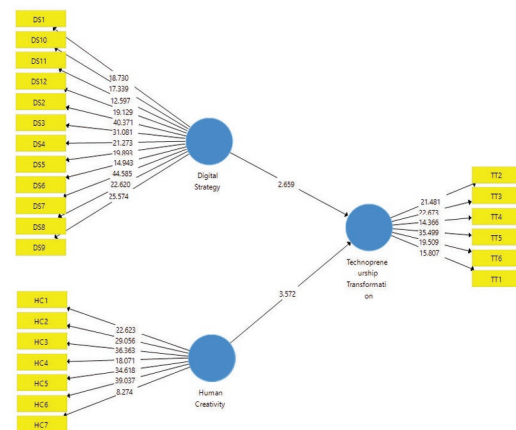 DS1
DS10
DS11
DS12
DS2
DS3
DS4
DS5
DS6
DS7
DS8
DS9
18.730
17.339
12.597
19.129
40.371
31.081
21.273
19.893
14.943
44.585
22.620
25.574
Digital
Strategy
2.659
HC1
HC2
HC3
HC4
HC5
HC6
HC7
22.623
29.056
36.363
18.071
34.618
39.037
8.274
Human
Creativity
3.572
Technoprene
urship
Transformati
on
21.481
22.673
14.366
35.499
19.509
15.807
TT2
TT3
TT4
TT5
TT6
TT1